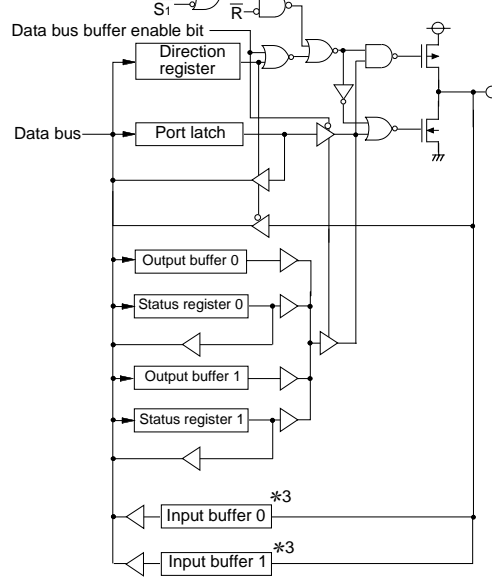 S1
R
Data bus buffer enable bit
Direction
register
Data bus
Port latch
Output buffer 0
Status register 0
Output buffer 1
Status register 1
Input buffer 0
*3
Input buffer 1
*3